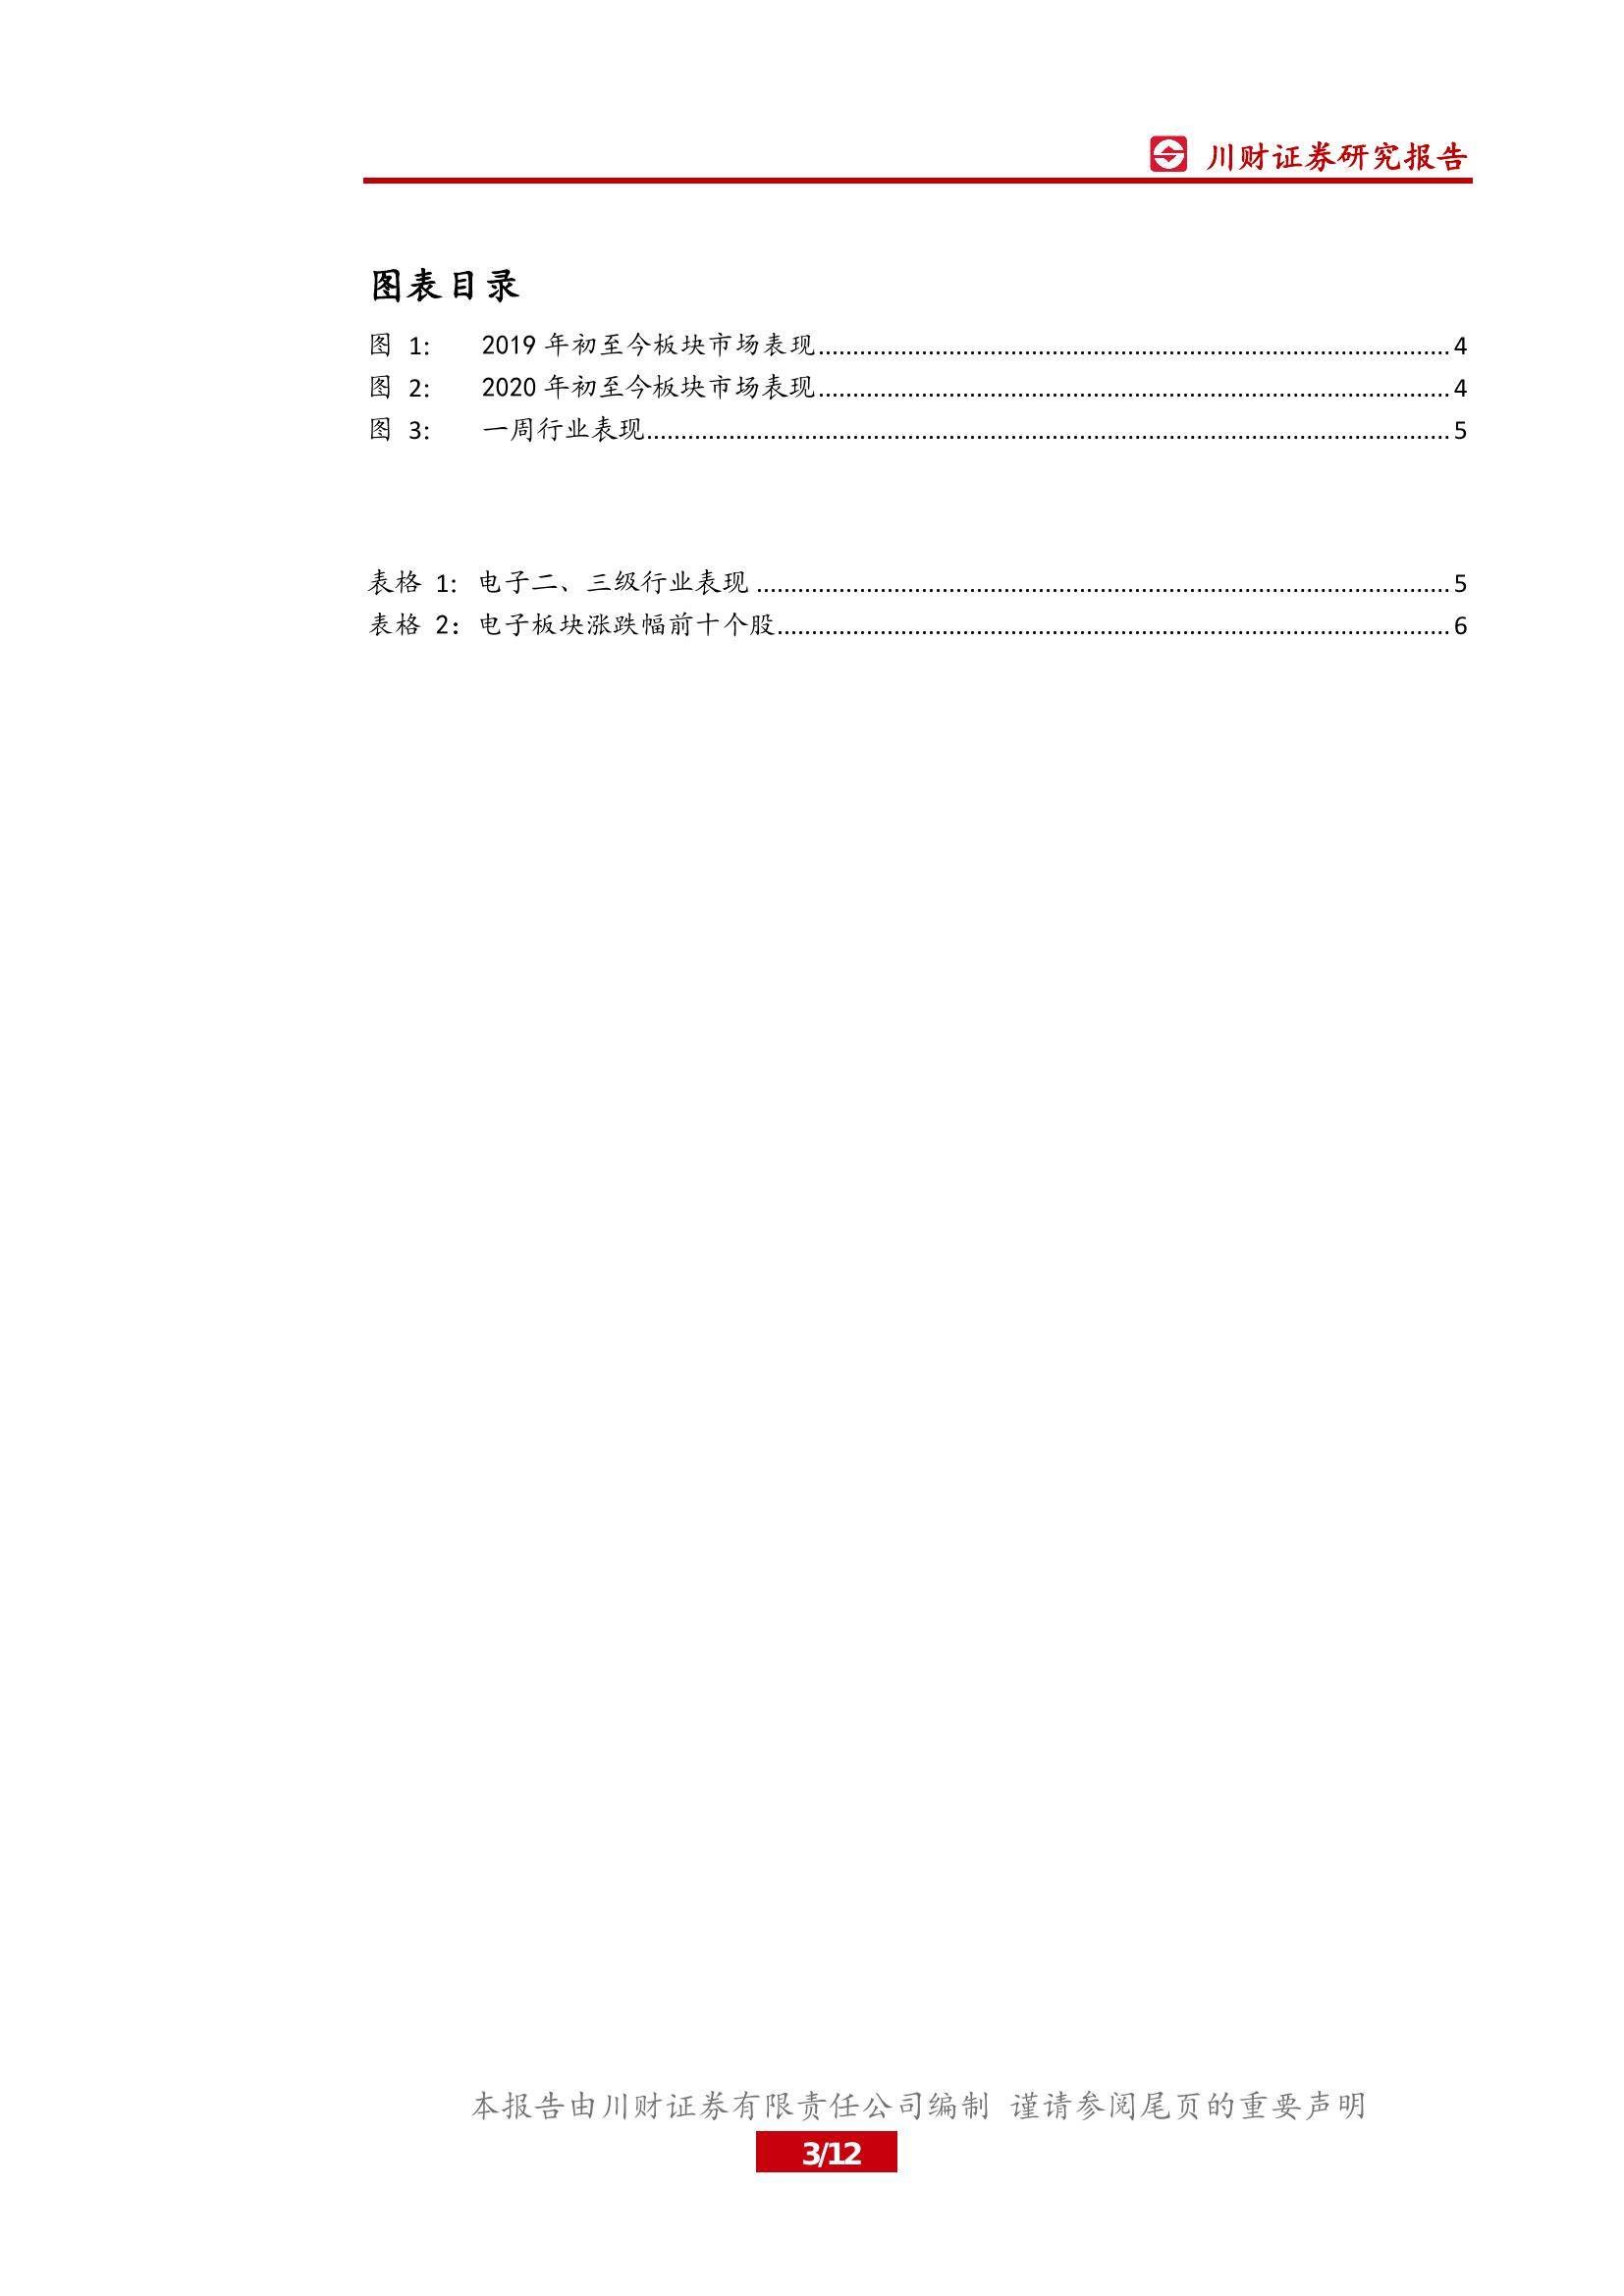 川财证券研究报告
图表目录
图 1: 2019 年初至今板块市场表现 4
图 2: 2020 年初至今板块市场表现 4
图 3: 一周行业表现 5
表格 1: 电子二、三级行业表现 5
表格 2: 电子板块涨跌幅前十个股 6
本报告由川财证券有限责任公司编制 谨请参阅尾页的重要声明
3/12